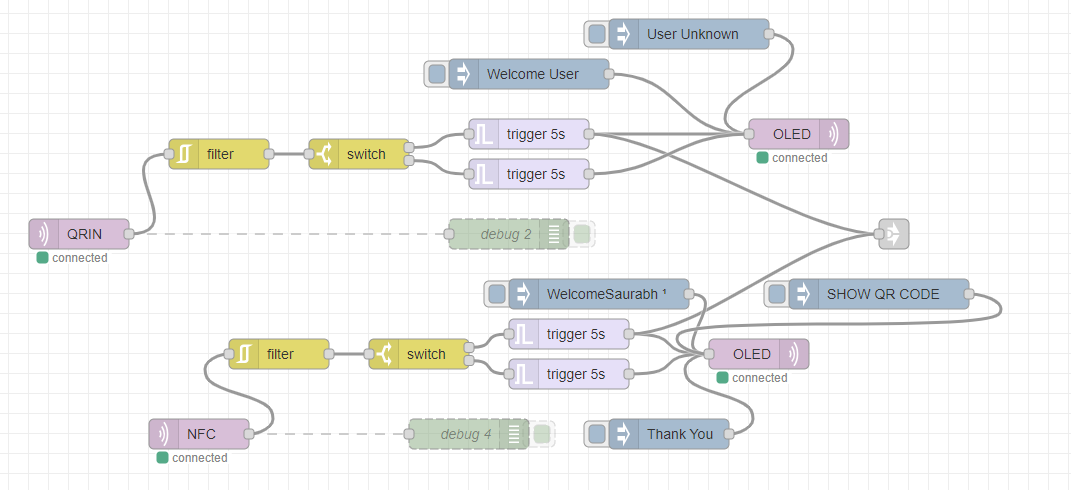 User Unknown
Welcome User
trigger 5s
OLED
connected
filter
switch
trigger 5s
QRIN
connected
debug 2
WelcomeSaurabh ¹
SHOW QR CODE
trigger 5s
filter
switch
OLED
connected
trigger 5s
NFC
connected
debug 4
Thank You